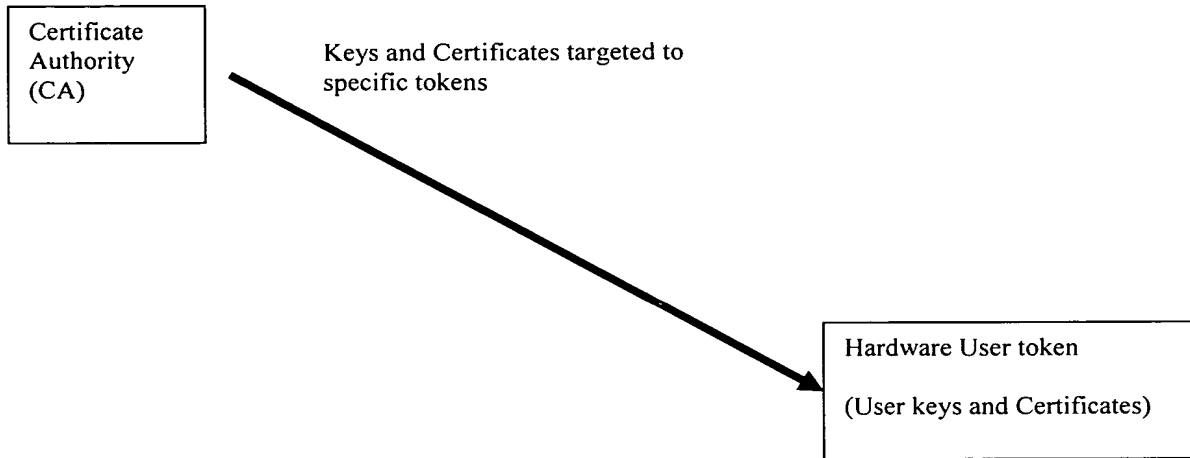 Certificate
Authority
(CA)
Keys and Certificates targeted to
specific tokens
Hardware User token
(User keys and Certificates)